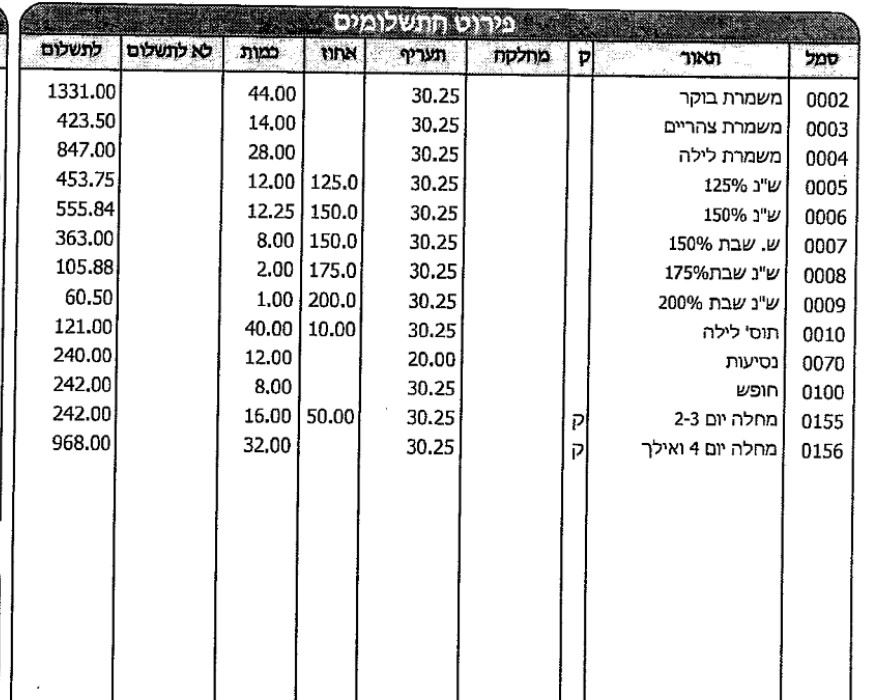 פירוט התשלומים
סמל תאור ק מחלקה תעריף אחוז כמות לא לתשלום לתשלום
0002 משמרת בוקר 30.25 44.00 1331.00
0003 משמרת צהריים 30.25 14.00 423.50
0004 משמרת לילה 30.25 28.00 847.00
0005 ש"נ 125% 30.25 125.0 12.00 453.75
0006 ש"נ 150% 30.25 150.0 12.25 555.84
0007 ש. שבת 150% 30.25 150.0 8.00 363.00
0008 ש"נ שבת175% 30.25 175.0 2.00 105.88
0009 ש"נ שבת 200% 30.25 200.0 1.00 60.50
0010 תוס' לילה 30.25 10.00 40.00 121.00
0070 נסיעות 20.00 12.00 240.00
0100 חופש 30.25 8.00 242.00
0155 מחלה יום 2-3 ק 30.25 50.00 16.00 242.00
0156 מחלה יום 4 ואילך ק 30.25 32.00 968.00